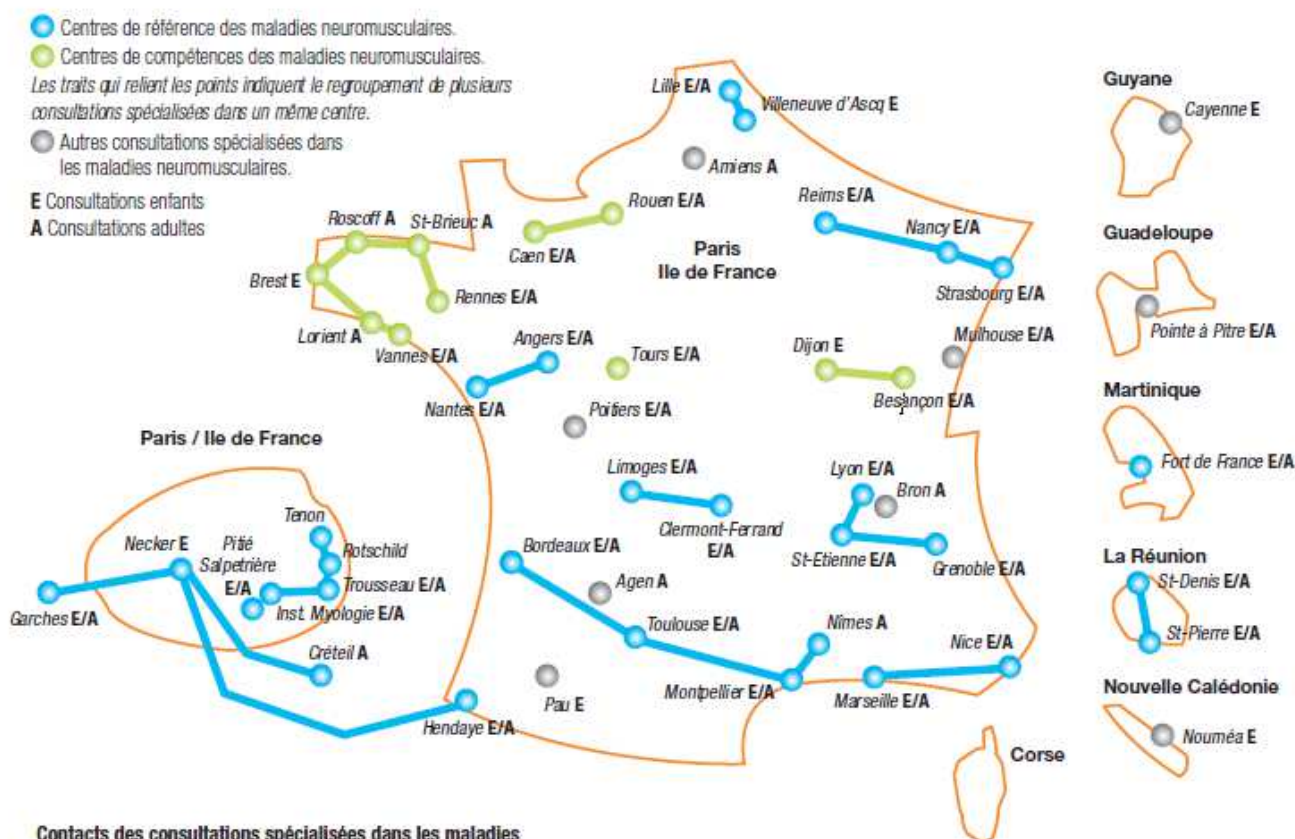 Centres de référence des maladies neuromusculaires.
Centres de compétences des maladies neuromusculaires.
Les traits qui relient les points indiquent le regroupement de plusieurs
consultations spécialisées dans un même centre.
Autres consultations spécialisées dans
les maladies neuromusculaires.
E Consultations enfants
A Consultations adultes
Lille E/A
Villeneuve d'Ascq E
Amiens A
Rouen E/A
Caen E/A
Reims E/A
Nancy E/A
Strasbourg E/A
Paris
Ile de France
Roscoff A
St-Brieuc A
Brest E
Rennes E/A
Lorient A
Vannes E/A
Angers E/A
Nantes E/A
Tours E/A
Poitiers E/A
Dijon E
Besançon E/A
Mulhouse E/A
Limoges E/A
Clermont-Ferrand
E/A
Lyon E/A
Bron A
St-Etienne E/A
Grenoble E/A
Bordeaux E/A
Agen A
Toulouse E/A
Nîmes A
Montpellier E/A
Marseille E/A
Nice E/A
Pau E
Hendaye E/A
Corse
Paris / Ile de France
Necker E
Pitié
Salpetrière
E/A
Tenon
Rotschild
Trousseau E/A
Inst. Myologie E/A
Garches E/A
Créteil A
Guyane
Cayenne E
Guadeloupe
Pointe à Pitre E/A
Martinique
Fort de France E/A
La Réunion
St-Denis E/A
St-Pierre E/A
Nouvelle Calédonie
Nouméa E
Contacts des consultations spécialisées dans les maladies